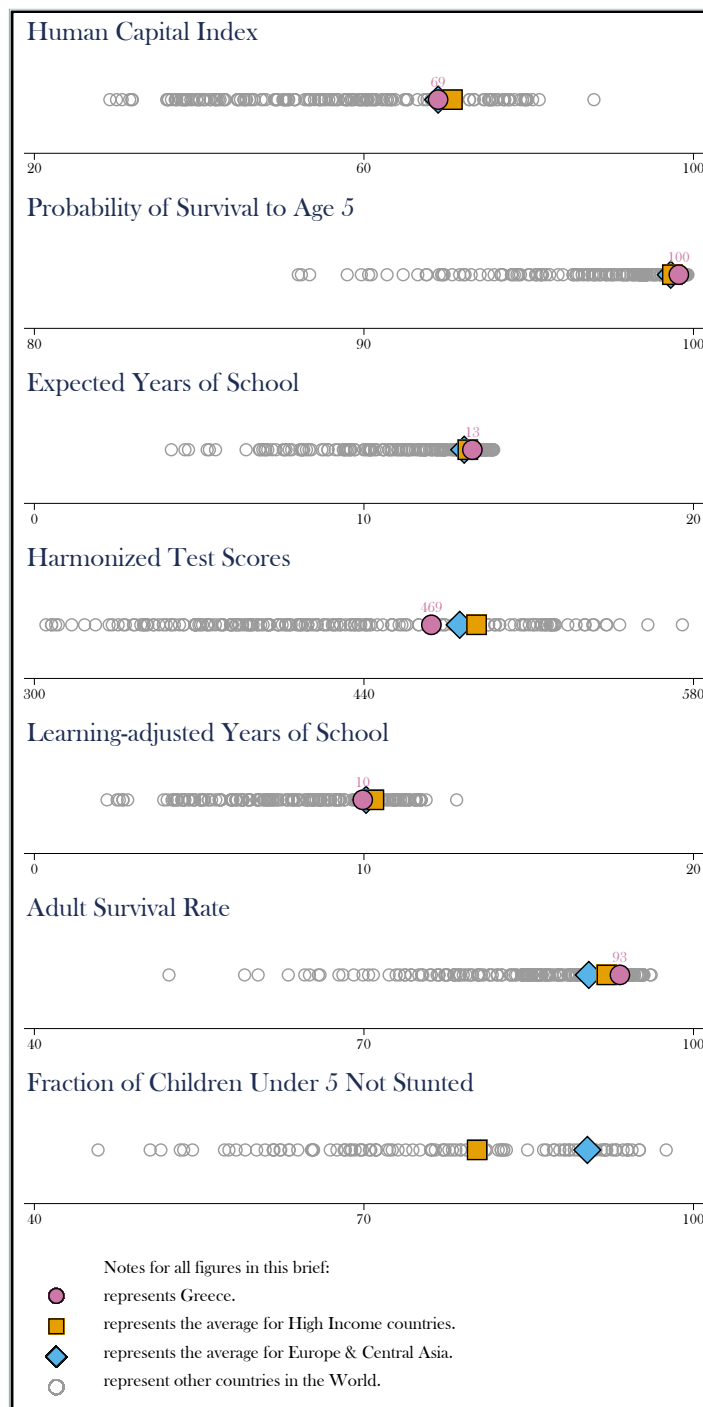 Human Capital Index
69
20 60 100
Probability of Survival to Age 5
100
80 90 100
Expected Years of School
13
0 10 20
Harmonized Test Scores
469
300 440 580
Learning-adjusted Years of School
10
0 10 20
Adult Survival Rate
93
40 70 100
Fraction of Children Under 5 Not Stunted
40 70 100
Notes for all figures in this brief:
represents Greece.
represents the average for High Income countries.
represents the average for Europe & Central Asia.
represent other countries in the World.